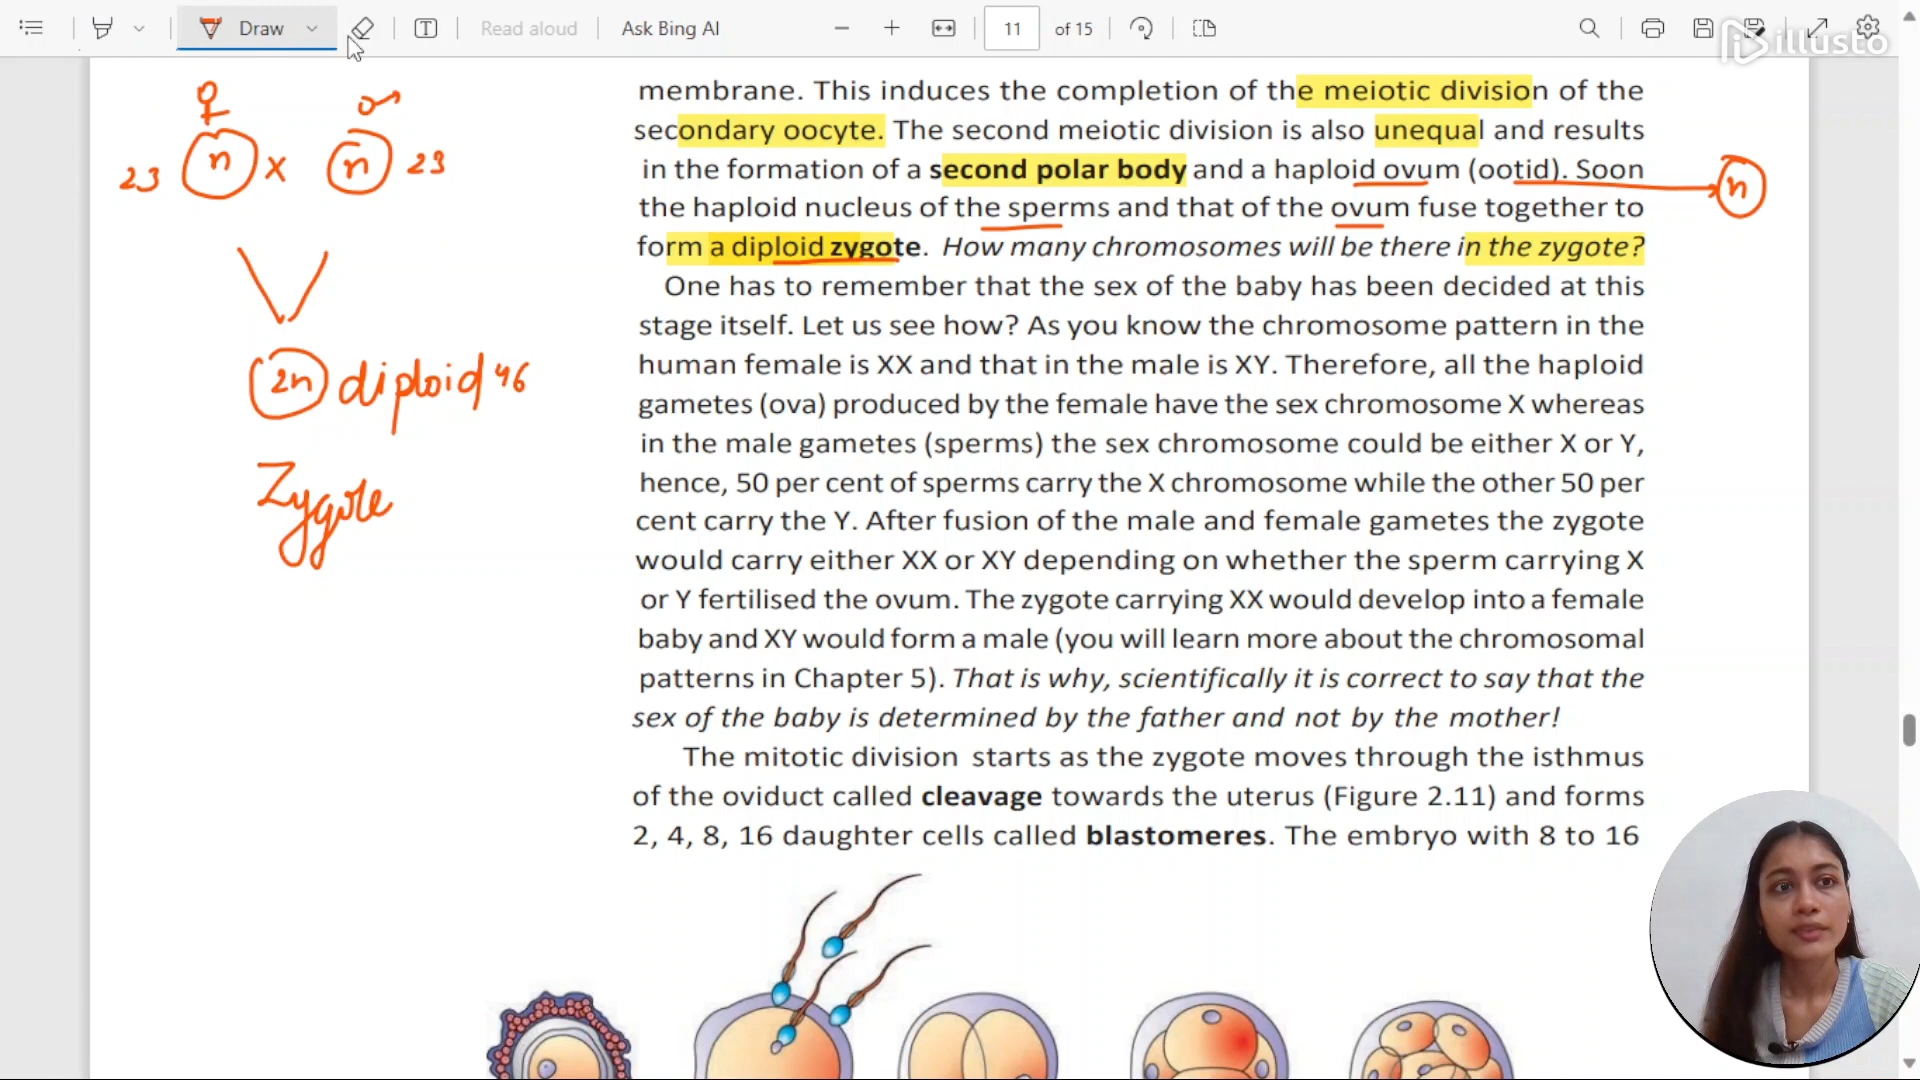 Draw
Read aloud
Ask Bing AI
11
of 15
illusto
membrane. This induces the completion of the meiotic division of the
secondary oocyte. The second meiotic division is also unequal and results
in the formation of a second polar body and a haploid ovum (ootid). Soon
the haploid nucleus of the sperms and that of the ovum fuse together to
form a diploid zygote. How many chromosomes will be there in the zygote?
One has to remember that the sex of the baby has been decided at this
stage itself. Let us see how? As you know the chromosome pattern in the
human female is XX and that in the male is XY. Therefore, all the haploid
gametes (ova) produced by the female have the sex chromosome X whereas
in the male gametes (sperms) the sex chromosome could be either X or Y,
hence, 50 per cent of sperms carry the X chromosome while the other 50 per
cent carry the Y. After fusion of the male and female gametes the zygote
would carry either XX or XY depending on whether the sperm carrying X
or Y fertilised the ovum. The zygote carrying XX would develop into a female
baby and XY would form a male (you will learn more about the chromosomal
patterns in Chapter 5). That is why, scientifically it is correct to say that the
sex of the baby is determined by the father and not by the mother!
The mitotic division starts as the zygote moves through the isthmus
of the oviduct called cleavage towards the uterus (Figure 2.11) and forms
2, 4, 8, 16 daughter cells called blastomeres. The embryo with 8 to 16
♀ ♂
23 n x n 23
2n diploid 46
Zygote
n